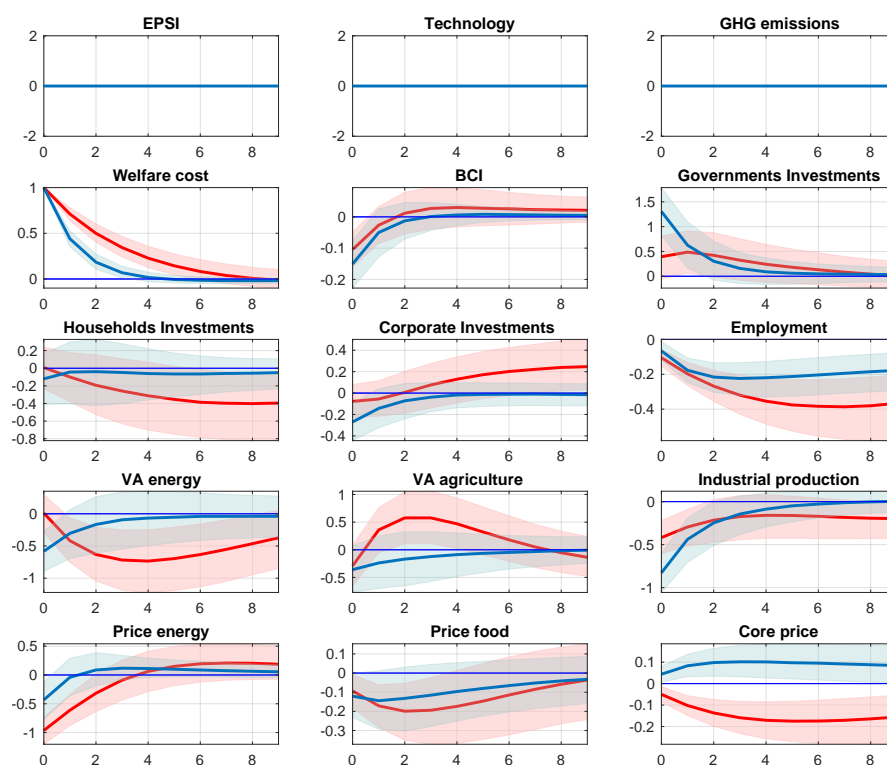 EPSI Technology GHG emissions
2 2 2
0 0 0
-2 -2 -2
0 2 4 6 8 0 2 4 6 8 0 2 4 6 8
Welfare cost BCI Governments Investments
1 0 1.5
0.5 -0.1 1
0 -0.2 0.5
0
0 2 4 6 8 0 2 4 6 8 0 2 4 6 8
Households Investments Corporate Investments Employment
0.2 0.4 0
0 0.2 -0.2
-0.2 0 -0.4
-0.4 -0.2
-0.4 -0.4
-0.8
0 2 4 6 8 0 2 4 6 8 0 2 4 6 8
VA energy VA agriculture Industrial production
0 1 0
-0.5 0.5 -0.5
-1 0 -1
-0.5
0 2 4 6 8 0 2 4 6 8 0 2 4 6 8
Price energy Price food Core price
0.5 0.1 0.1
0 0 0
-0.5 -0.1 -0.1
-1 -0.2 -0.2
-0.3
0 2 4 6 8 0 2 4 6 8 0 2 4 6 8